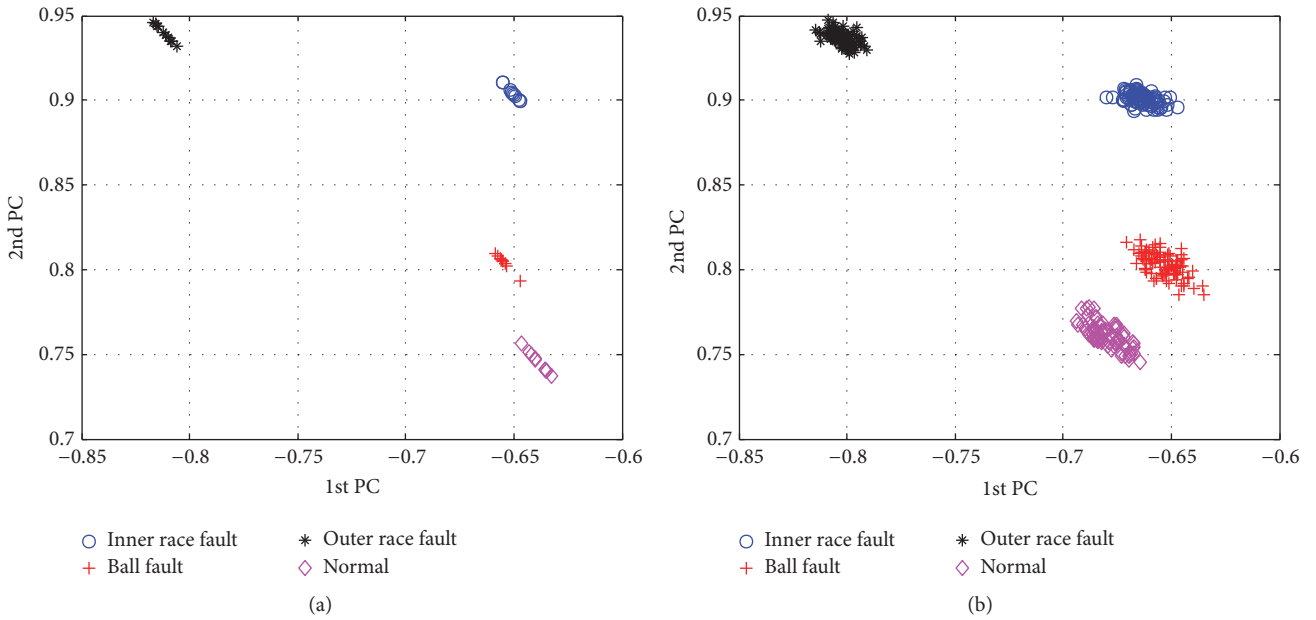 0.95
0.9
0.85
0.8
0.75
0.7
2nd PC
−0.85
−0.8
−0.75
−0.7
−0.65
−0.6
1st PC
Inner race fault
Outer race fault
Ball fault
Normal
(a)
0.95
0.9
0.85
0.8
0.75
0.7
2nd PC
−0.85
−0.8
−0.75
−0.7
−0.65
−0.6
1st PC
Inner race fault
Outer race fault
Ball fault
Normal
(b)